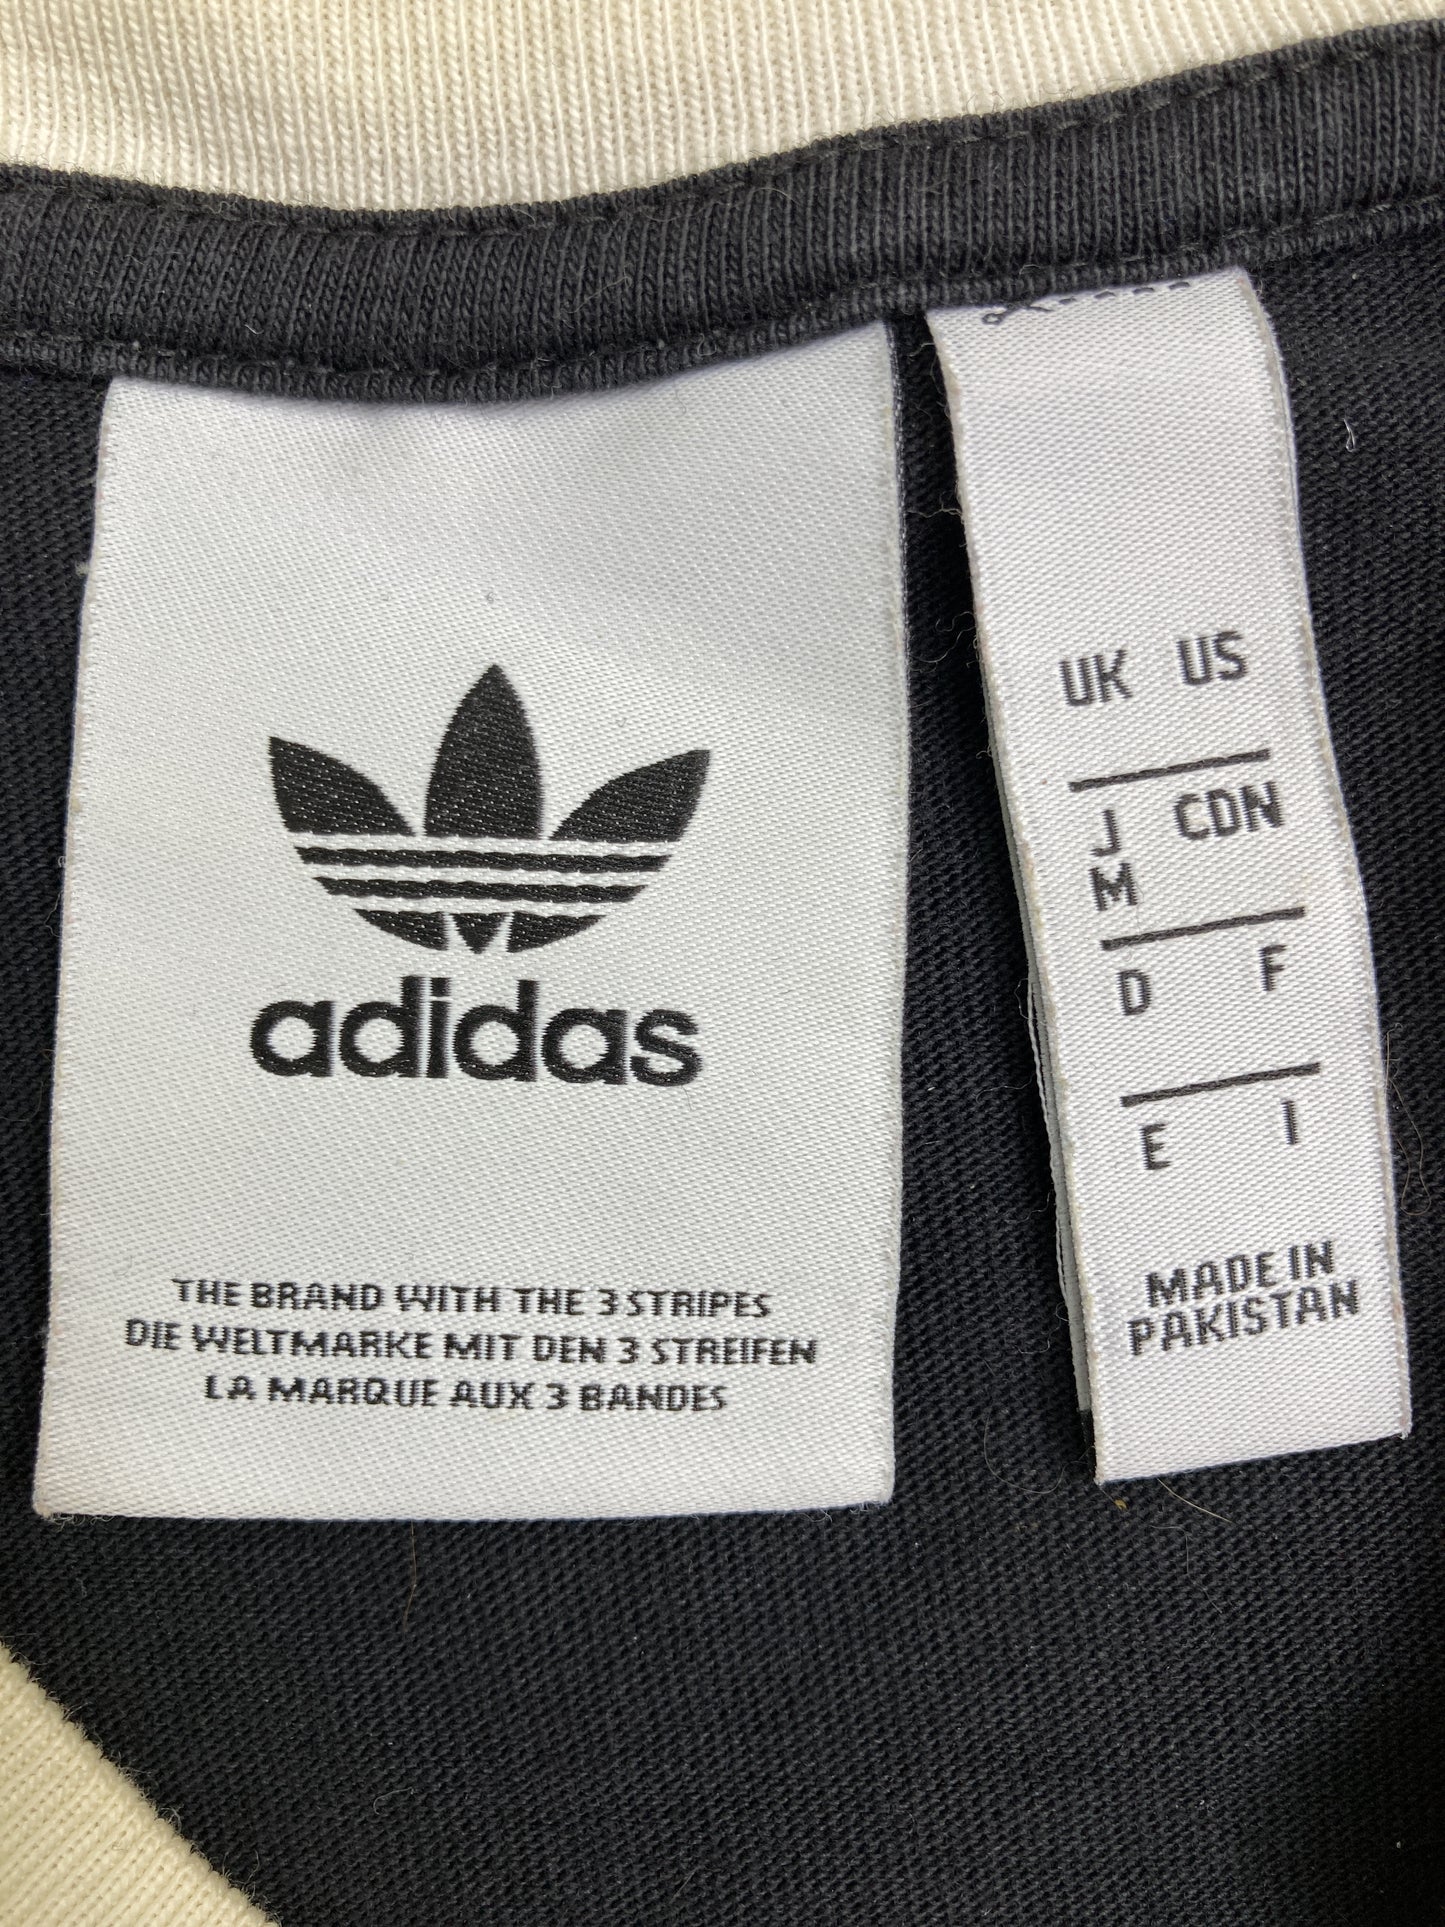 adidas
THE BRAND WITH THE 3 STRIPES
DIE WELTMARKE MIT DEN 3 STREIFEN
LA MARQUE AUX 3 BANDES
UK US
J CDN
M
D F
E I
MADE IN
PAKISTAN